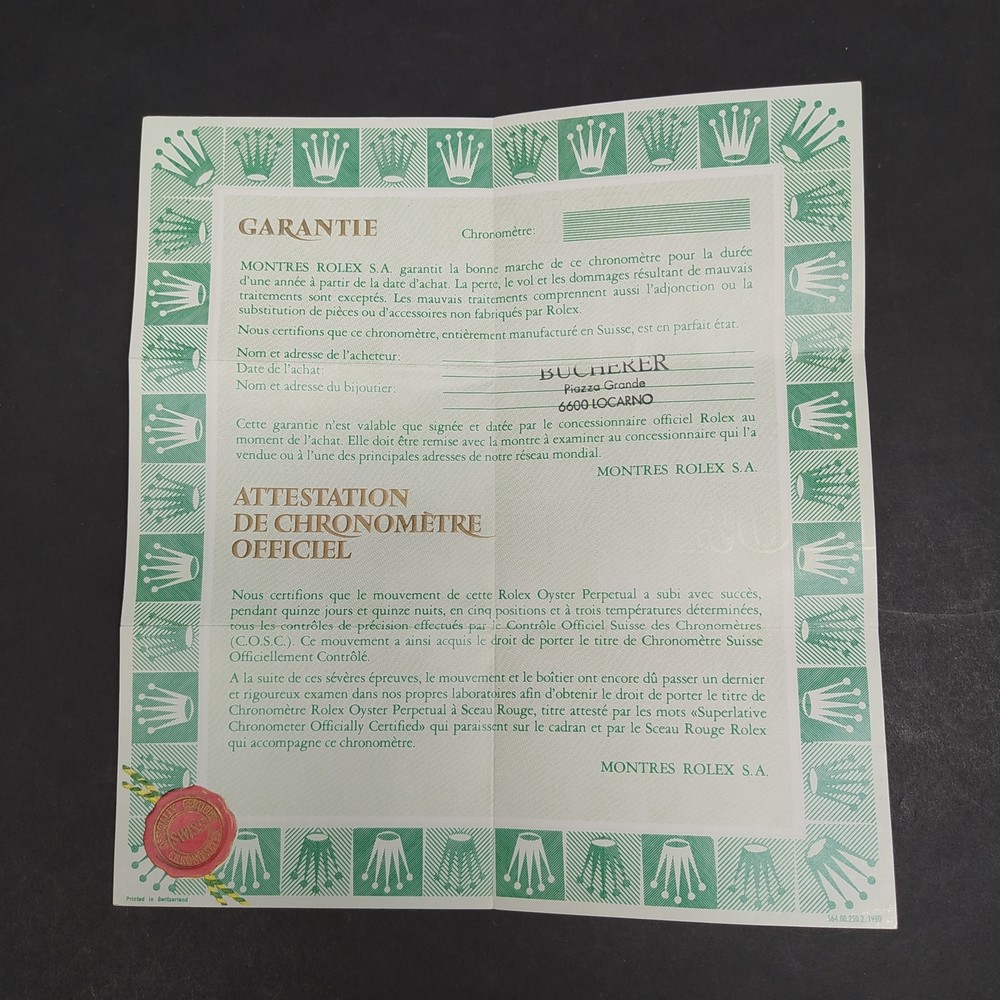 GARANTIE
Chronomètre:
MONTRES ROLEX S.A. garantit la bonne marche de ce chronomètre pour la durée
d'une année à partir de la date d'achat. La perte, le vol et les dommages résultant de mauvais
traitements sont exceptés. Les mauvais traitements comprennent aussi l'adjonction ou la
substitution de pièces ou d'accessoires non fabriqués par Rolex.
Nous certifions que ce chronomètre, entièrement manufacturé en Suisse, est en parfait état.
Nom et adresse de l'acheteur:
Date de l'achat:
Nom et adresse du bijoutier:
BUCHERER
Piazza Grande
6600 LOCARNO
Cette garantie n'est valable que signée et datée par le concessionnaire officiel Rolex au
moment de l'achat. Elle doit être remise avec la montre à examiner au concessionnaire qui l'a
vendue ou à l'une des principales adresses de notre réseau mondial.
MONTRES ROLEX S.A.
ATTESTATION
DE CHRONOMÈTRE
OFFICIEL
Nous certifions que le mouvement de cette Rolex Oyster Perpetual a subi avec succès,
pendant quinze jours et quinze nuits, en cinq positions et à trois températures déterminées,
tous les contrôles de précision effectués par le Contrôle Officiel Suisse des Chronomètres
(C.O.S.C.). Ce mouvement a ainsi acquis le droit de porter le titre de Chronomètre Suisse
Officiellement Contrôlé.
A la suite de ces sévères épreuves, le mouvement et le boîtier ont encore dû passer un dernier
et rigoureux examen dans nos propres laboratoires afin d'obtenir le droit de porter le titre de
Chronomètre Rolex Oyster Perpetual à Sceau Rouge, titre attesté par les mots «Superlative
Chronometer Officially Certified» qui paraissent sur le cadran et par le Sceau Rouge Rolex
qui accompagne ce chronomètre.
MONTRES ROLEX S.A.
Printed in Switzerland
564.00.250.2.1990